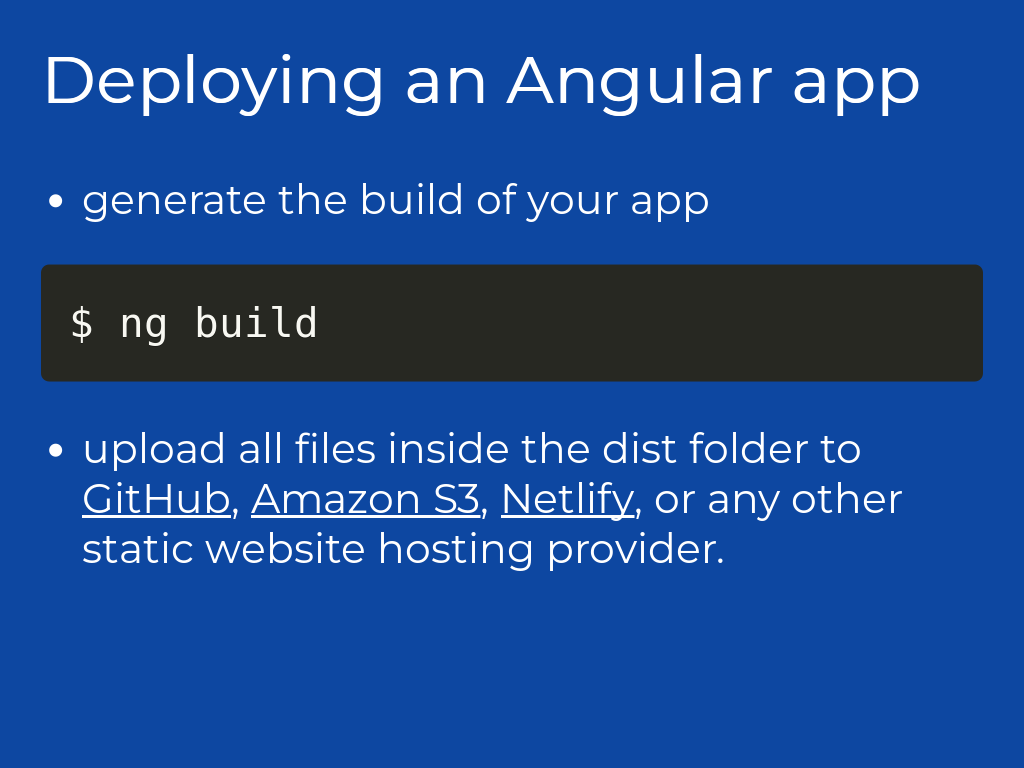 Deploying an Angular app
• generate the build of your app
$ ng build
• upload all files inside the dist folder to
GitHub, Amazon S3, Netlify, or any other
static website hosting provider.